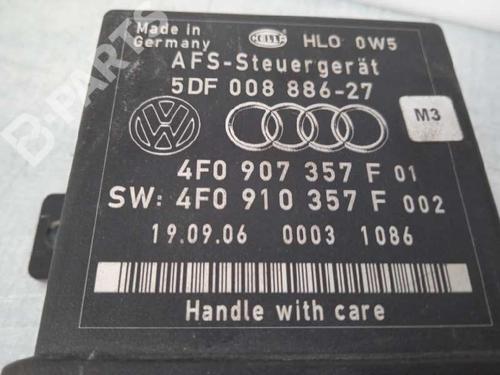 Made in
Germany
HELLA
HLO 0W5
AFS-Steuergerät
5DF 008 886-27
M3
4F0 907 357 F 01
SW: 4F0 910 357 F 002
19.09.06 0003 1086
Handle with care
B-PARTS